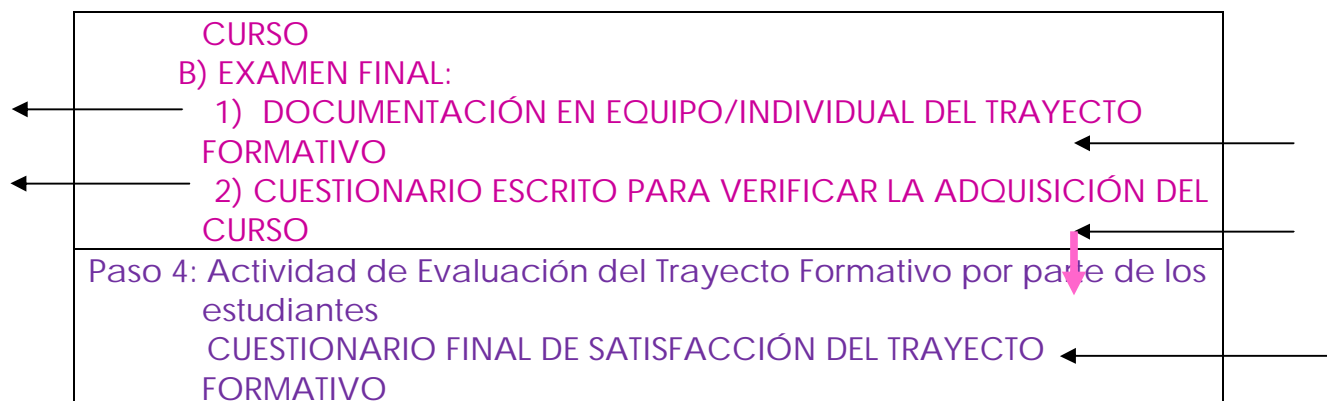 CURSO
B) EXAMEN FINAL:
1) DOCUMENTACIÓN EN EQUIPO/INDIVIDUAL DEL TRAYECTO
FORMATIVO
2) CUESTIONARIO ESCRITO PARA VERIFICAR LA ADQUISICIÓN DEL
CURSO
Paso 4: Actividad de Evaluación del Trayecto Formativo por parte de los
estudiantes
CUESTIONARIO FINAL DE SATISFACCIÓN DEL TRAYECTO
FORMATIVO